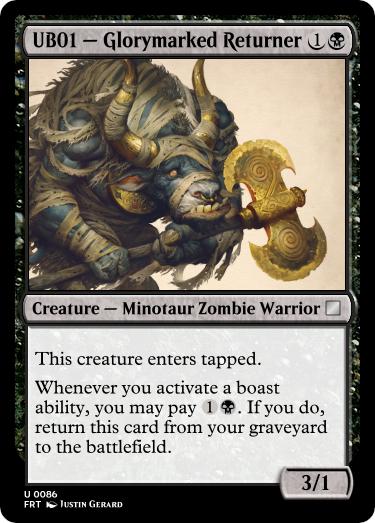 UB01 — Glorymarked Returner 1
Creature — Minotaur Zombie Warrior
This creature enters tapped.
Whenever you activate a boast
ability, you may pay 1 . If you do,
return this card from your graveyard
to the battlefield.
3/1
U 0086
FRT Justin Gerard